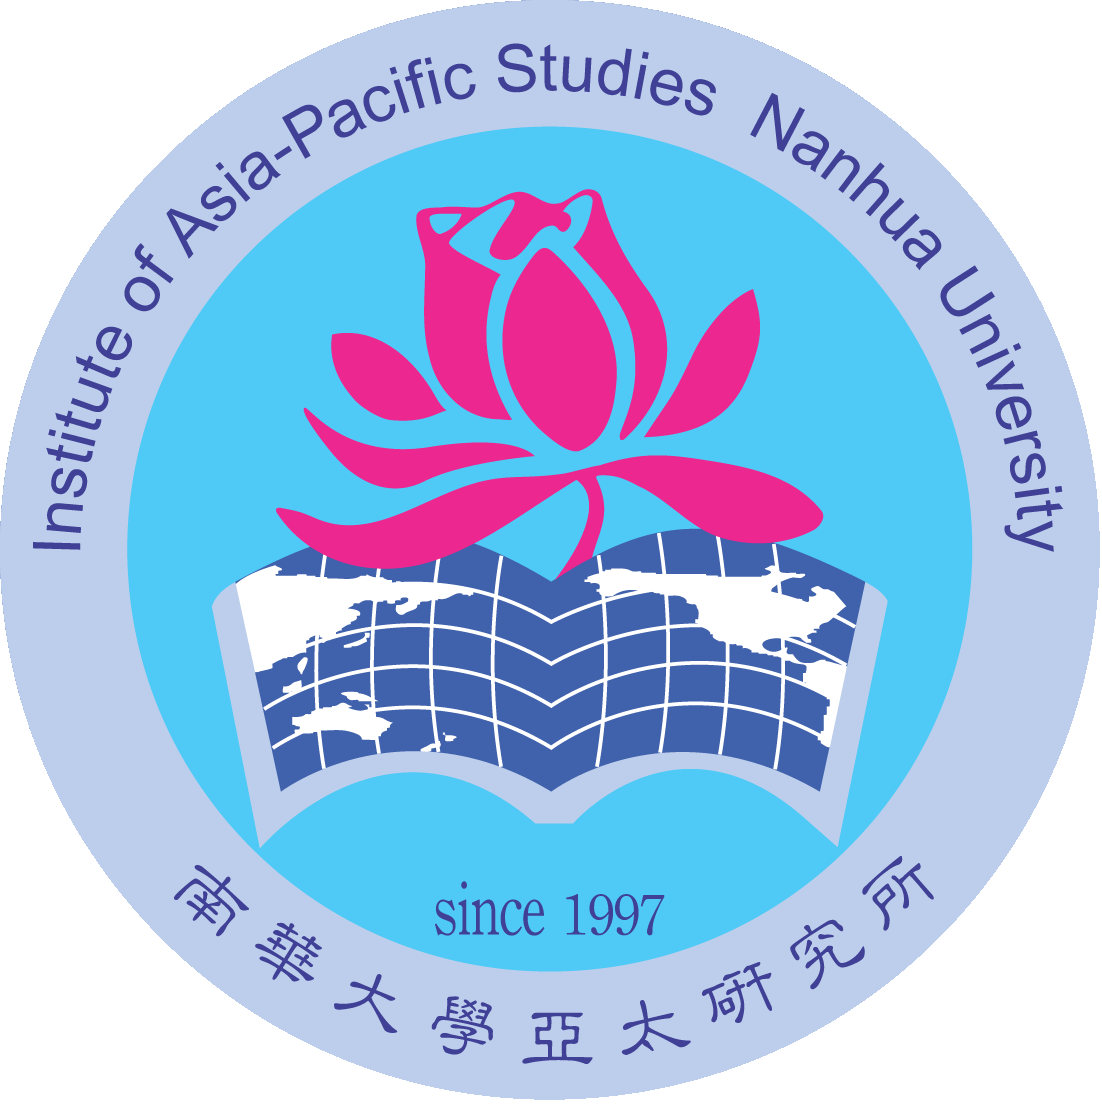 Institute of Asia-Pacific Studies Nanhua University
since 1997
南華大學亞太研究所